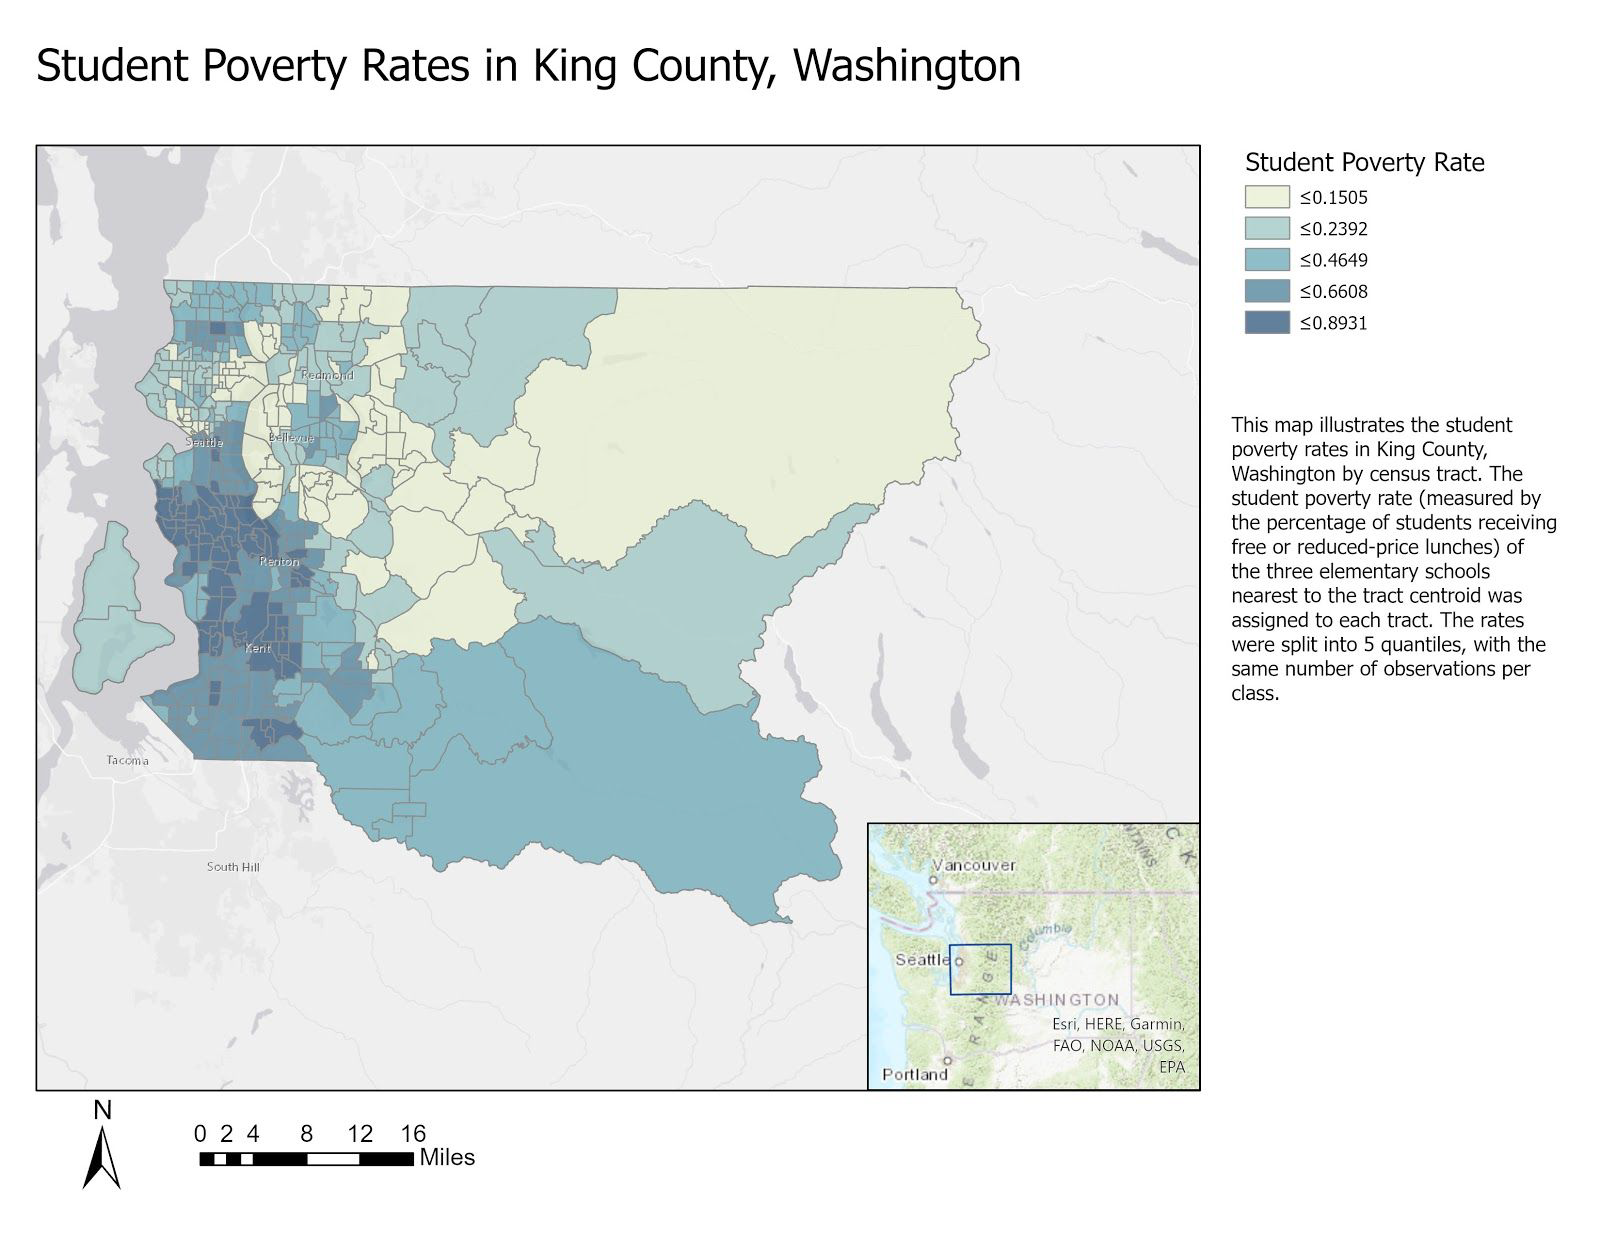 Student Poverty Rates in King County, Washington
Student Poverty Rate
≤0.1505
≤0.2392
≤0.4649
≤0.6608
≤0.8931
This map illustrates the student
poverty rates in King County,
Washington by census tract. The
student poverty rate (measured by
the percentage of students receiving
free or reduced-price lunches) of
the three elementary schools
nearest to the tract centroid was
assigned to each tract. The rates
were split into 5 quantiles, with the
same number of observations per
class.
Redmond
Seattle
Bellevue
Renton
Kent
Tacoma
South Hill
Vancouver
Columbia
Seattle
WASHINGTON
Esri, HERE, Garmin,
FAO, NOAA, USGS,
EPA
Portland
N
0 2 4 8 12 16
Miles